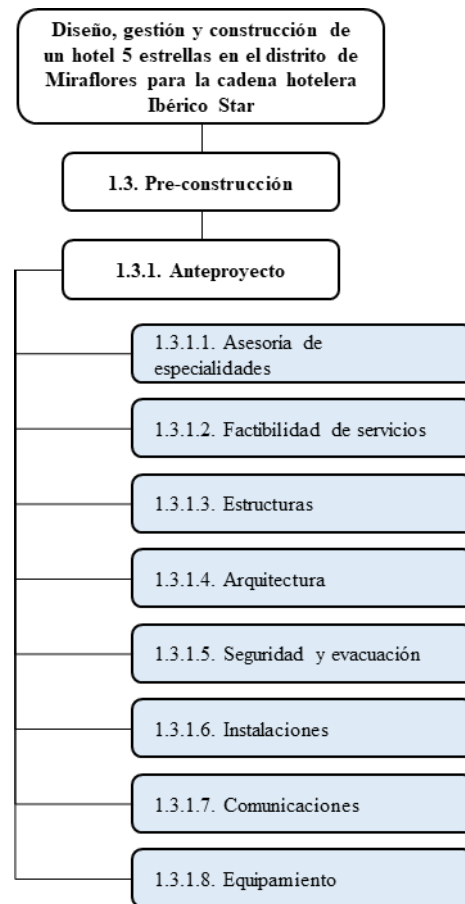 Diseño, gestión y construcción de
un hotel 5 estrellas en el distrito de
Miraflores para la cadena hotelera
Ibérico Star
1.3. Pre-construcción
1.3.1. Anteproyecto
1.3.1.1. Asesoria de
especialidades
1.3.1.2. Factibilidad de servicios
1.3.1.3. Estructuras
1.3.1.4. Arquitectura
1.3.1.5. Seguridad y evacuación
1.3.1.6. Instalaciones
1.3.1.7. Comunicaciones
1.3.1.8. Equipamiento